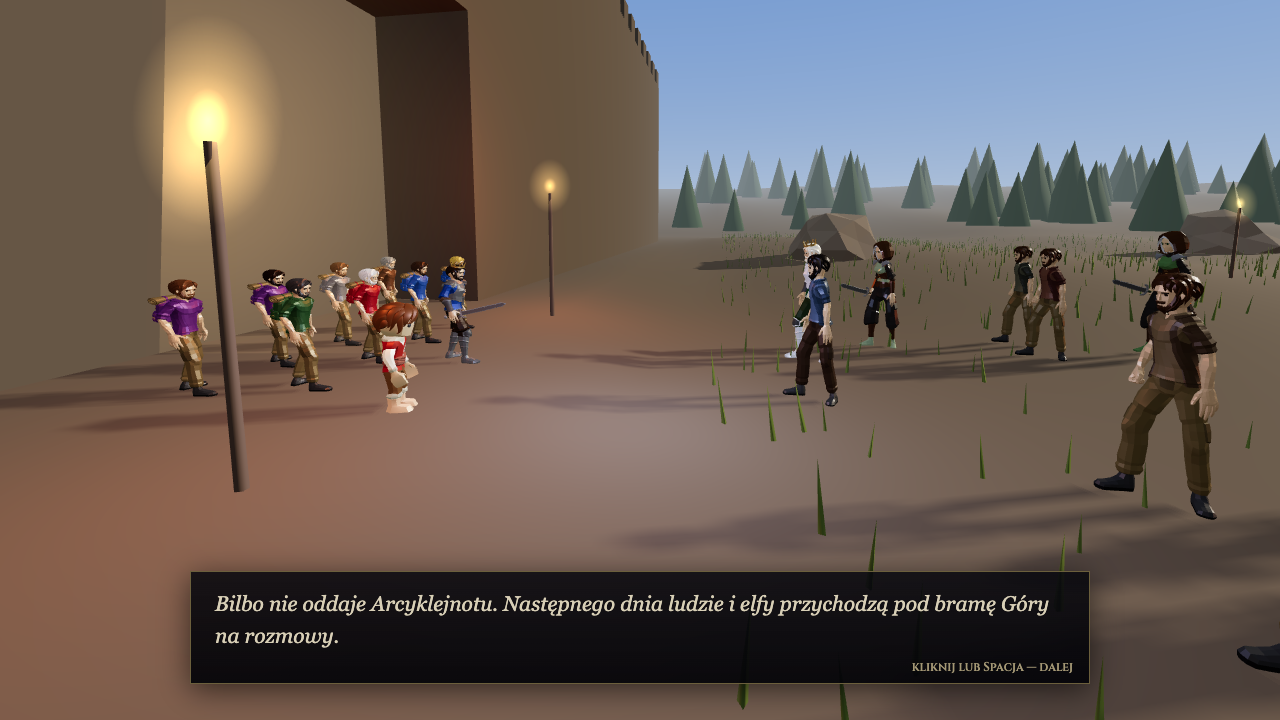 Bilbo nie oddaje Arcyklejnotu. Następnego dnia ludzie i elfy przychodzą pod bramę Góry
na rozmowy.
KLIKNIJ LUB SPACJA — DALEJ